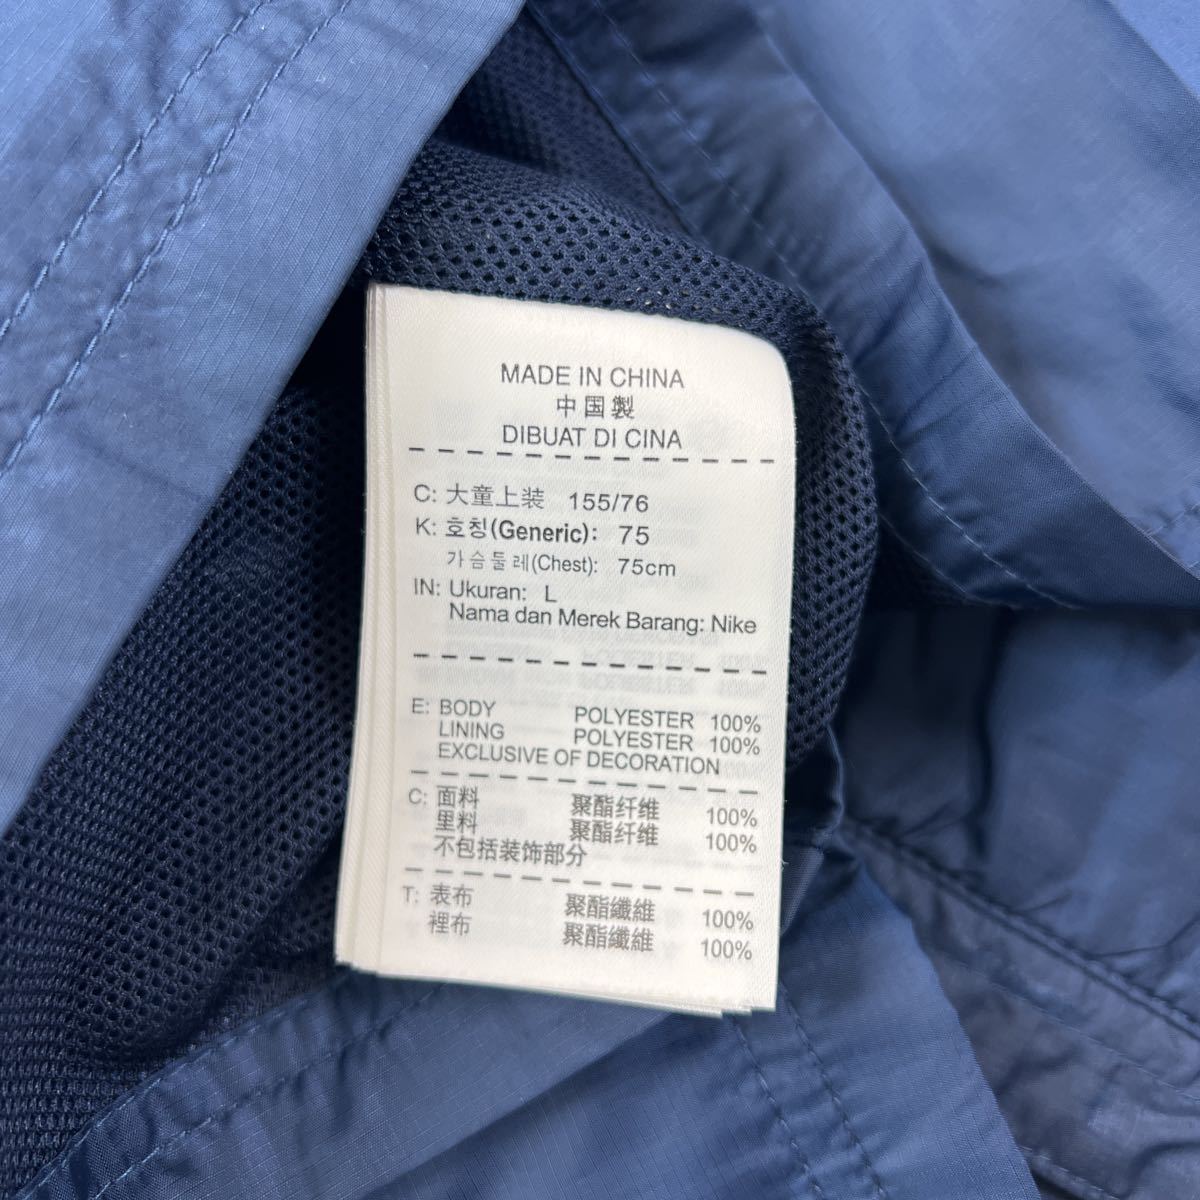 MADE IN CHINA
中国製
DIBUAT DI CINA
C: 大童上装 155/76
K: 호칭(Generic): 75
가슴둘레(Chest): 75cm
IN: Ukuran: L
Nama dan Merek Barang: Nike
E: BODY POLYESTER 100%
LINING POLYESTER 100%
EXCLUSIVE OF DECORATION
C: 面料 聚酯纤维 100%
里料 聚酯纤维 100%
不包括装饰部分
T: 表布 聚酯纖維 100%
裡布 聚酯纖維 100%